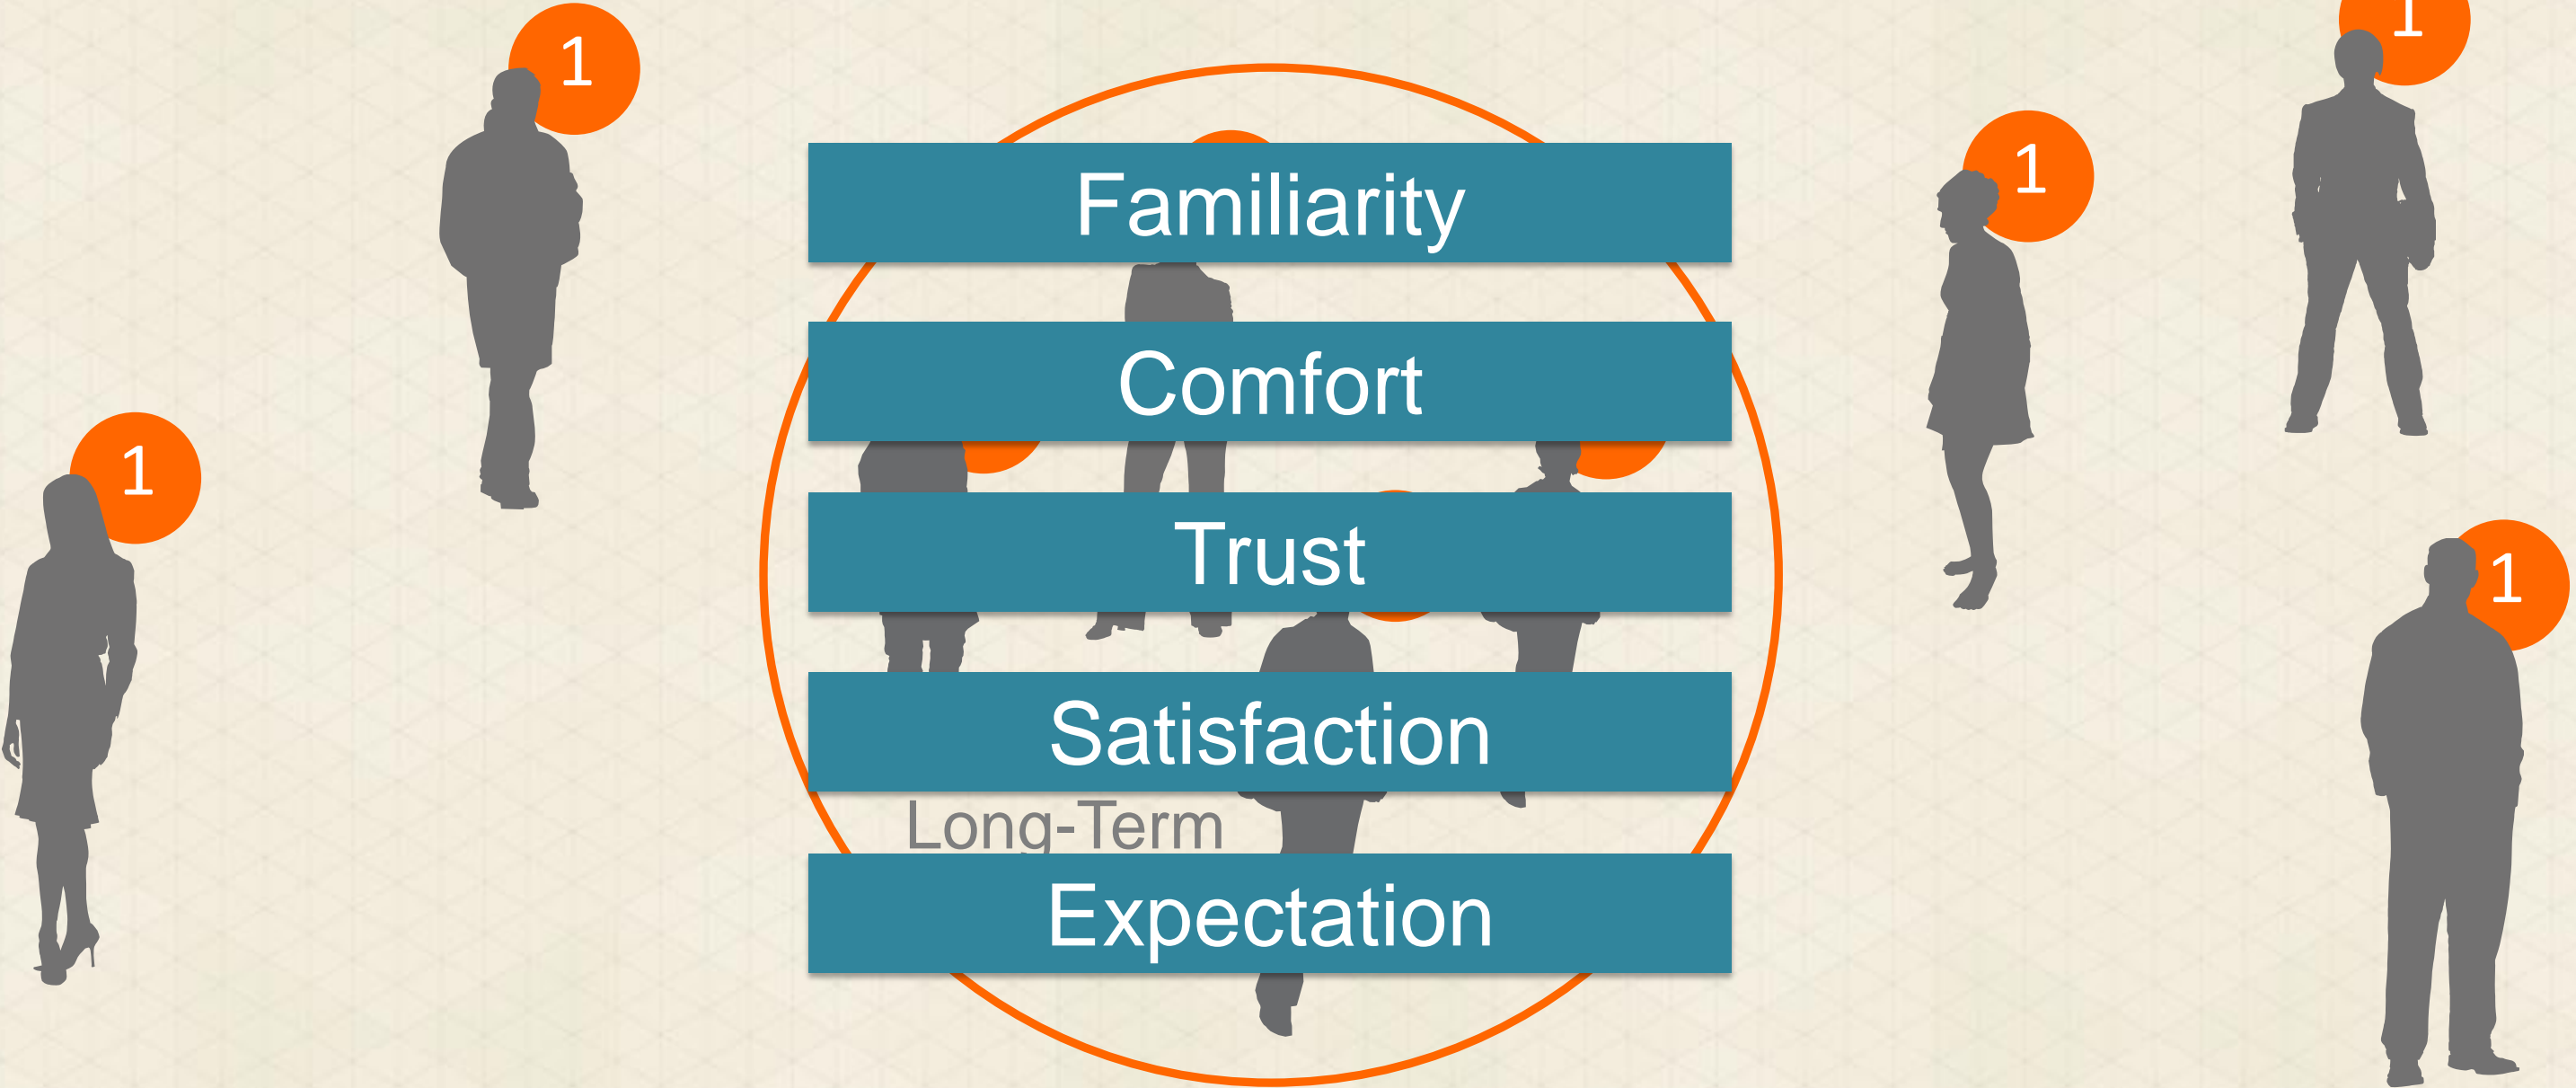 1
1
1
1
1
Familiarity
Comfort
Trust
Satisfaction
Long-Term
Expectation